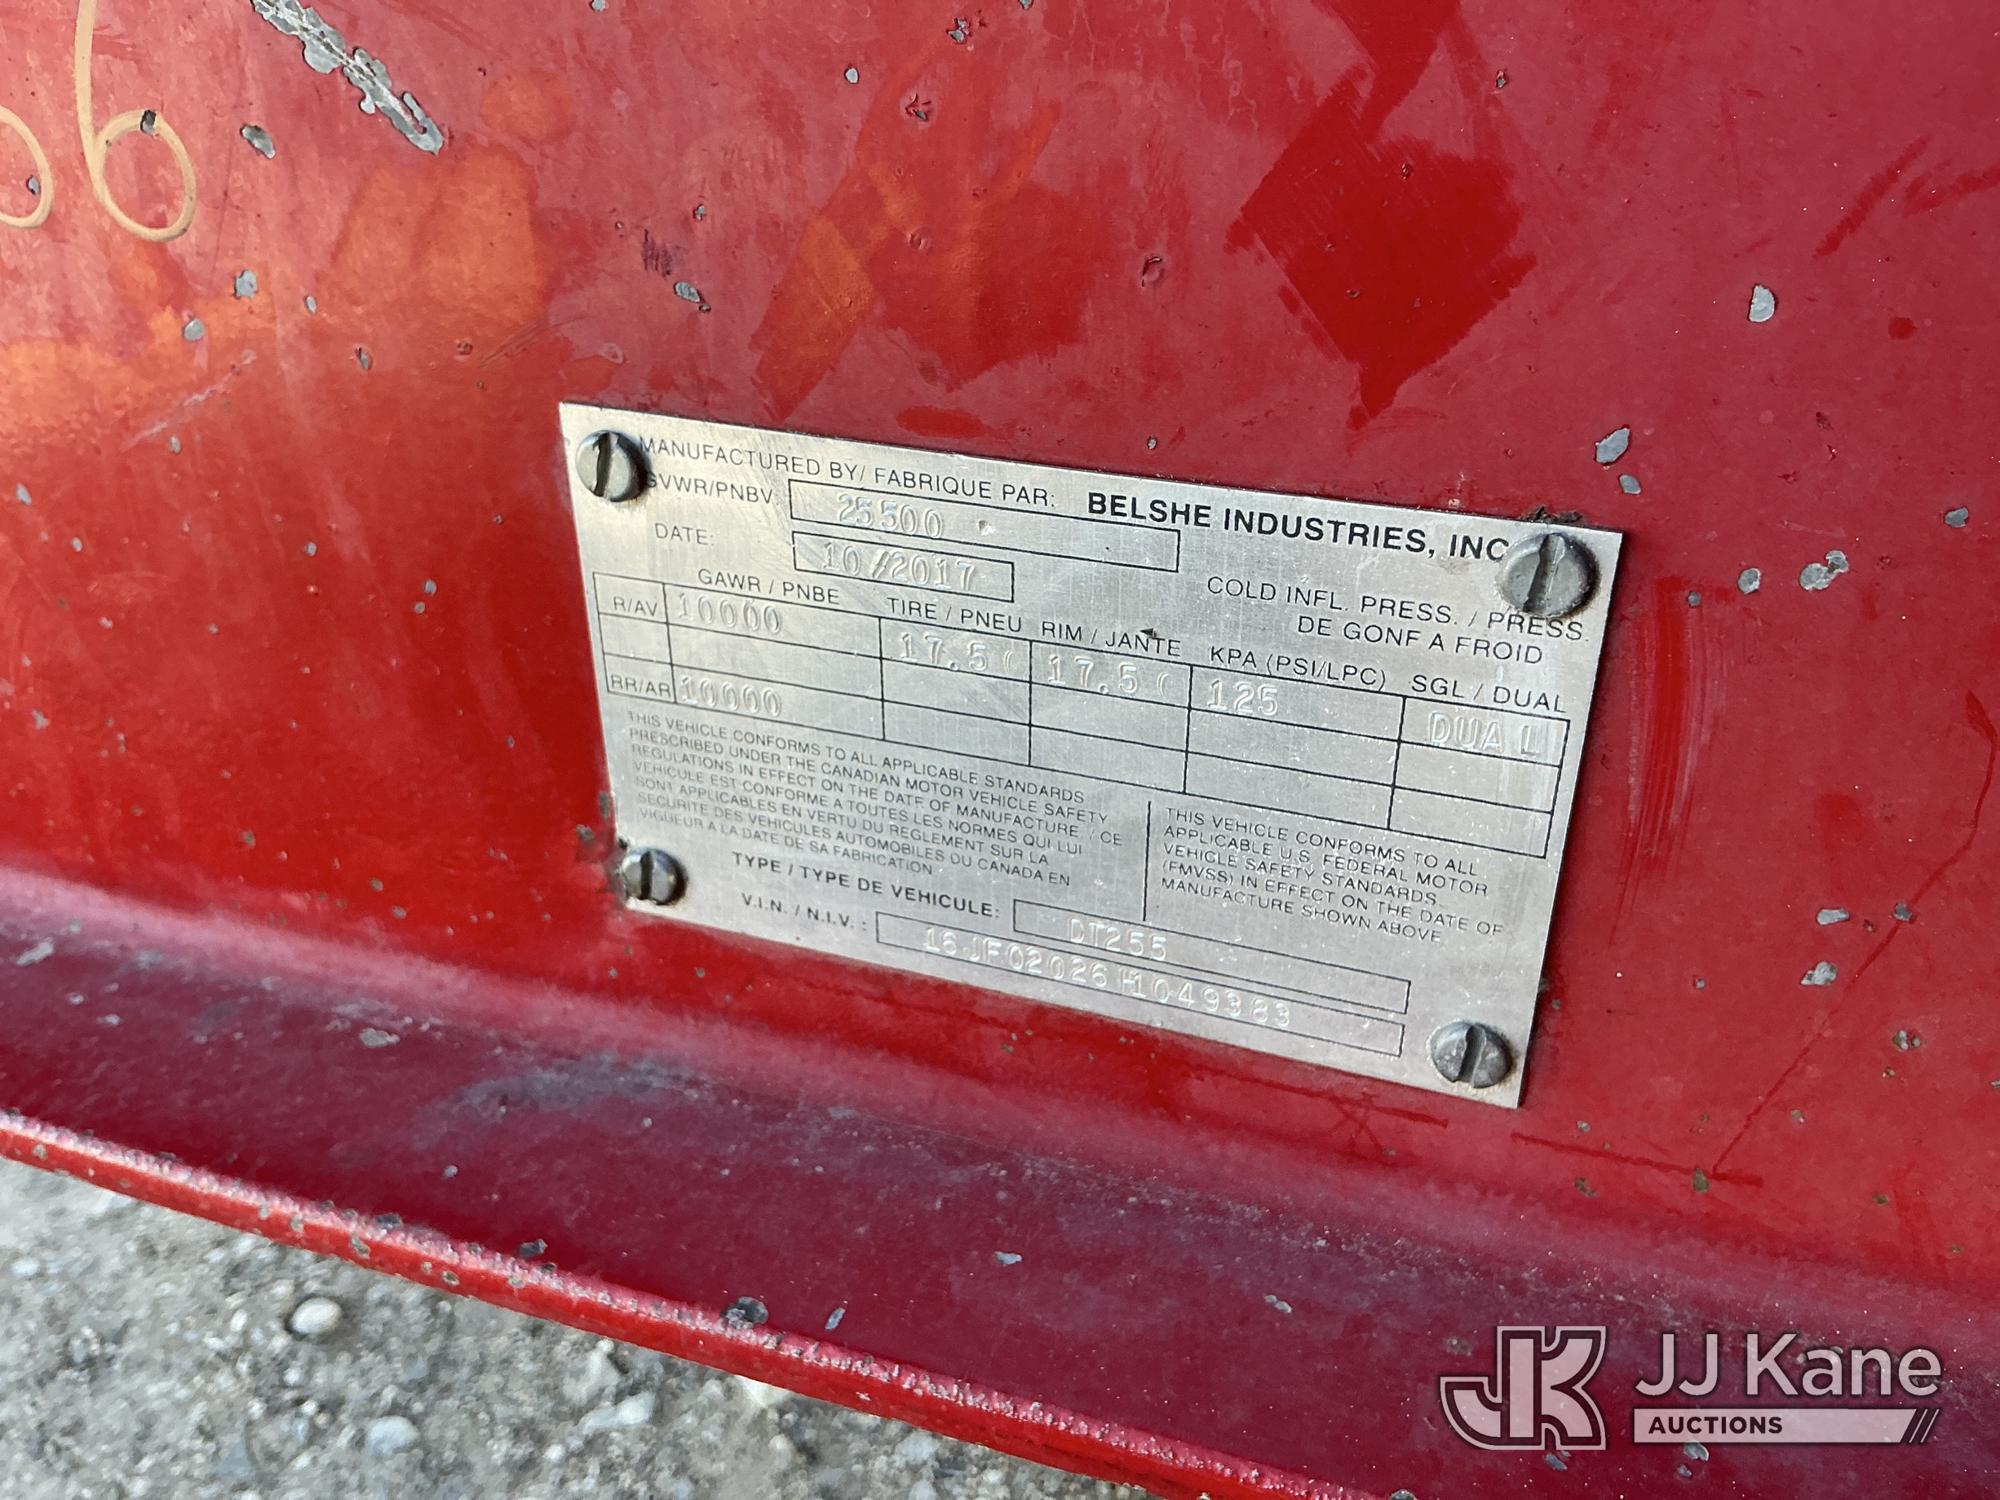 6
MANUFACTURED BY/ FABRIQUE PAR: BELSHE INDUSTRIES, INC
GVWR/PNBV 25500
DATE: 10/2017
COLD INFL. PRESS. / PRESS.
DE GONF A FROID
GAWR / PNBE TIRE / PNEU RIM / JANTE KPA (PSI/LPC) SGL / DUAL
R/AV 10000 17.5( 17.5( 125 DUAL
RR/AR 10000
THIS VEHICLE CONFORMS TO ALL APPLICABLE STANDARDS
PRESCRIBED UNDER THE CANADIAN MOTOR VEHICLE SAFETY
REGULATIONS IN EFFECT ON THE DATE OF MANUFACTURE / CE
VEHICULE EST CONFORME A TOUTES LES NORMES QUI LUI
SONT APPLICABLES EN VERTU DU REGLEMENT SUR LA
SECURITE DES VEHICULES AUTOMOBILES DU CANADA EN
VIGUEUR A LA DATE DE SA FABRICATION
THIS VEHICLE CONFORMS TO ALL
APPLICABLE U.S. FEDERAL MOTOR
VEHICLE SAFETY STANDARDS
(FMVSS) IN EFFECT ON THE DATE OF
MANUFACTURE SHOWN ABOVE
TYPE / TYPE DE VEHICULE: DT255
V.I.N. / N.I.V. : 16JF02026H1049383
JK JJ Kane
AUCTIONS